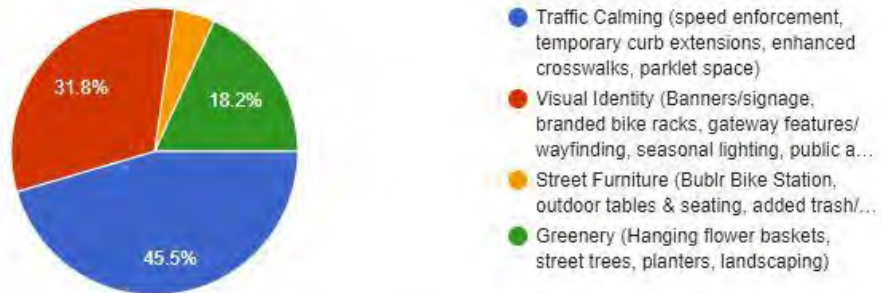 31.8%
18.2%
45.5%
Traffic Calming (speed enforcement,
temporary curb extensions, enhanced
crosswalks, parklet space)
Visual Identity (Banners/signage,
branded bike racks, gateway features/
wayfinding, seasonal lighting, public a...
Street Furniture (Bublr Bike Station,
outdoor tables & seating, added trash/...
Greenery (Hanging flower baskets,
street trees, planters, landscaping)